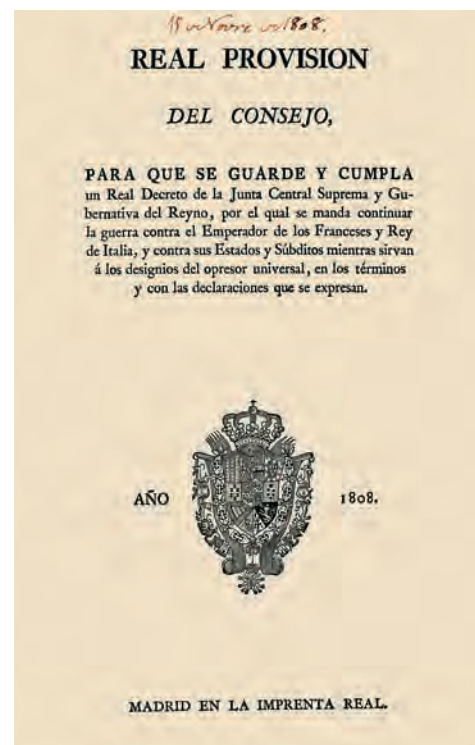 15 de Novre de 1808.
REAL PROVISION
DEL CONSEJO,
PARA QUE SE GUARDE Y CUMPLA
un Real Decreto de la Junta Central Suprema y Gu-
bernativa del Reyno, por el qual se manda continuar
la guerra contra el Emperador de los Franceses y Rey
de Italia, y contra sus Estados y Súbditos mientras sirvan
á los designios del opresor universal, en los términos
y con las declaraciones que se expresan.
AÑO 1808.
MADRID EN LA IMPRENTA REAL.